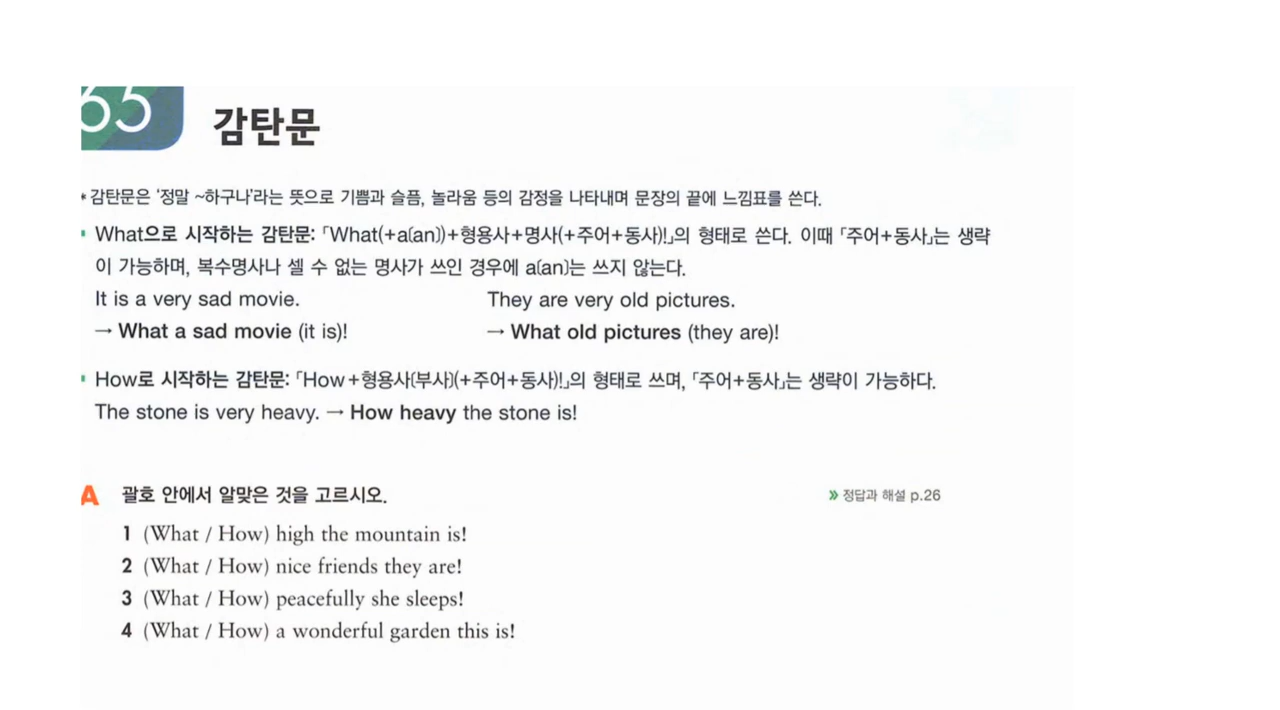 65
감탄문
* 감탄문은 '정말 ~하구나'라는 뜻으로 기쁨과 슬픔, 놀라움 등의 감정을 나타내며 문장의 끝에 느낌표를 쓴다.
What으로 시작하는 감탄문: 「What(+a(an))+형용사+명사(+주어+동사)!」의 형태로 쓴다. 이때 「주어+동사」는 생략
이 가능하며, 복수명사나 셀 수 없는 명사가 쓰인 경우에 a(an)는 쓰지 않는다.
It is a very sad movie. They are very old pictures.
→ What a sad movie (it is)! → What old pictures (they are)!
How로 시작하는 감탄문: 「How+형용사(부사)(+주어+동사)!」의 형태로 쓰며, 「주어+동사」는 생략이 가능하다.
The stone is very heavy. → How heavy the stone is!
A 괄호 안에서 알맞은 것을 고르시오. » 정답과 해설 p.26
1 (What / How) high the mountain is!
2 (What / How) nice friends they are!
3 (What / How) peacefully she sleeps!
4 (What / How) a wonderful garden this is!